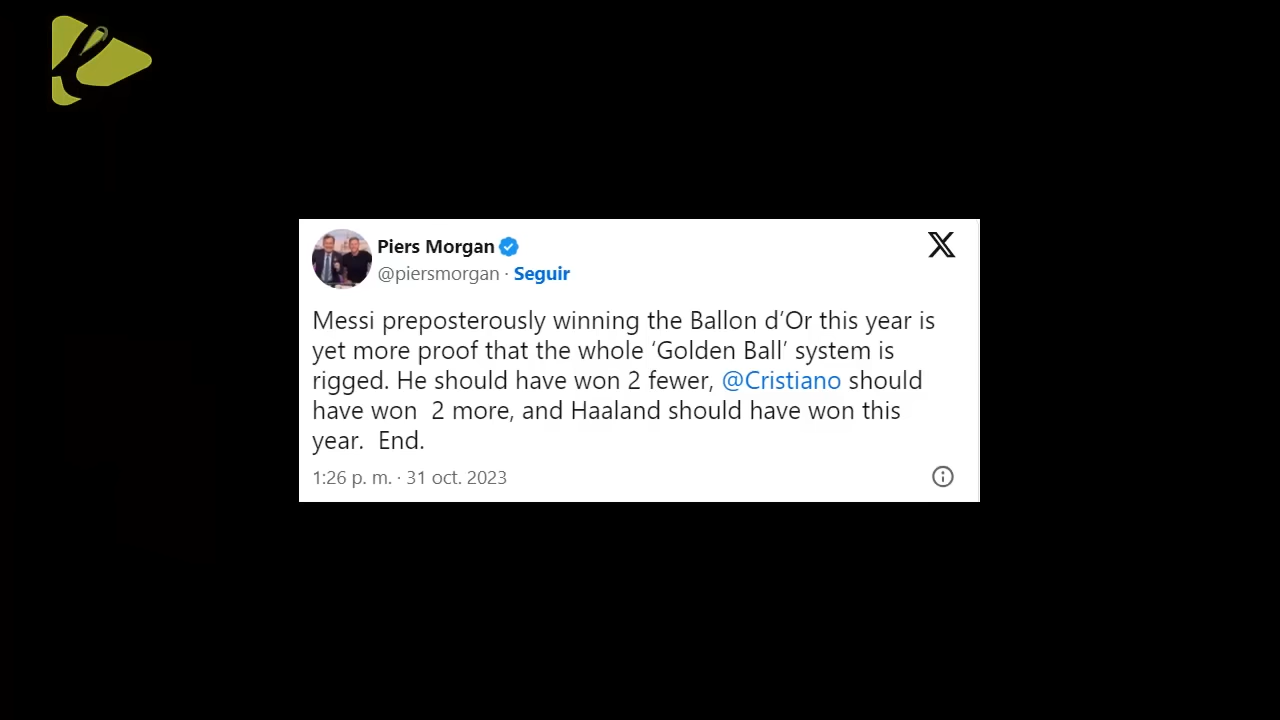 Piers Morgan
@piersmorgan · Seguir
Messi preposterously winning the Ballon d’Or this year is
yet more proof that the whole ‘Golden Ball’ system is
rigged. He should have won 2 fewer, @Cristiano should
have won  2 more, and Haaland should have won this
year.  End.
1:26 p. m. · 31 oct. 2023